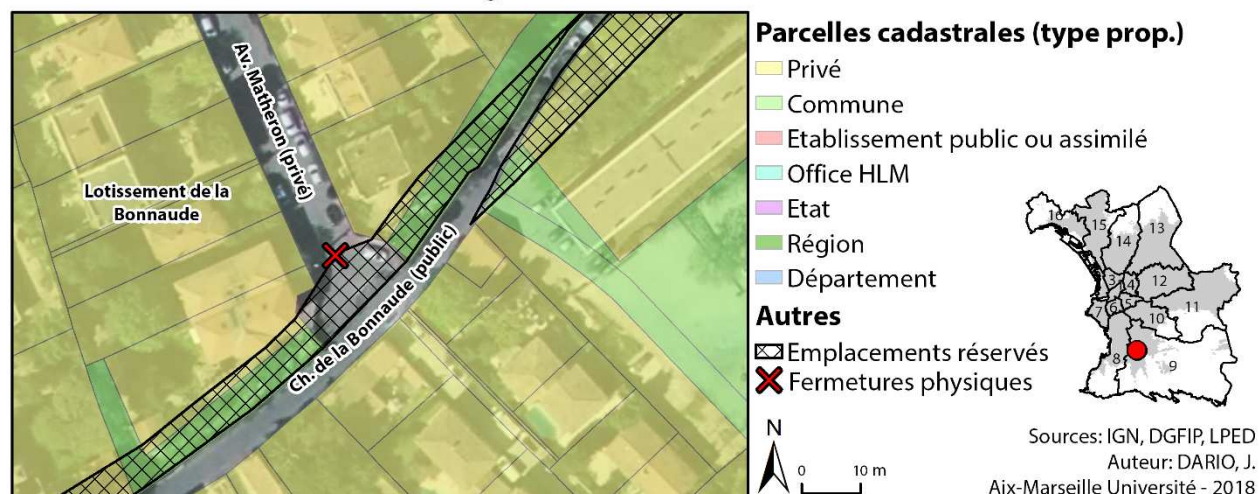 Av. Matheron (privé)
Lotissement de la
Bonnaude
Ch. de la Bonnaude (public)
Parcelles cadastrales (type prop.)
Privé
Commune
Etablissement public ou assimilé
Office HLM
Etat
Région
Département
Autres
Emplacements réservés
Fermetures physiques
N
0 10 m
16
15
14
13
3
14
12
11
7
6
5
10
8
9
Sources: IGN, DGFIP, LPED
Auteur: DARIO, J.
Aix-Marseille Université - 2018